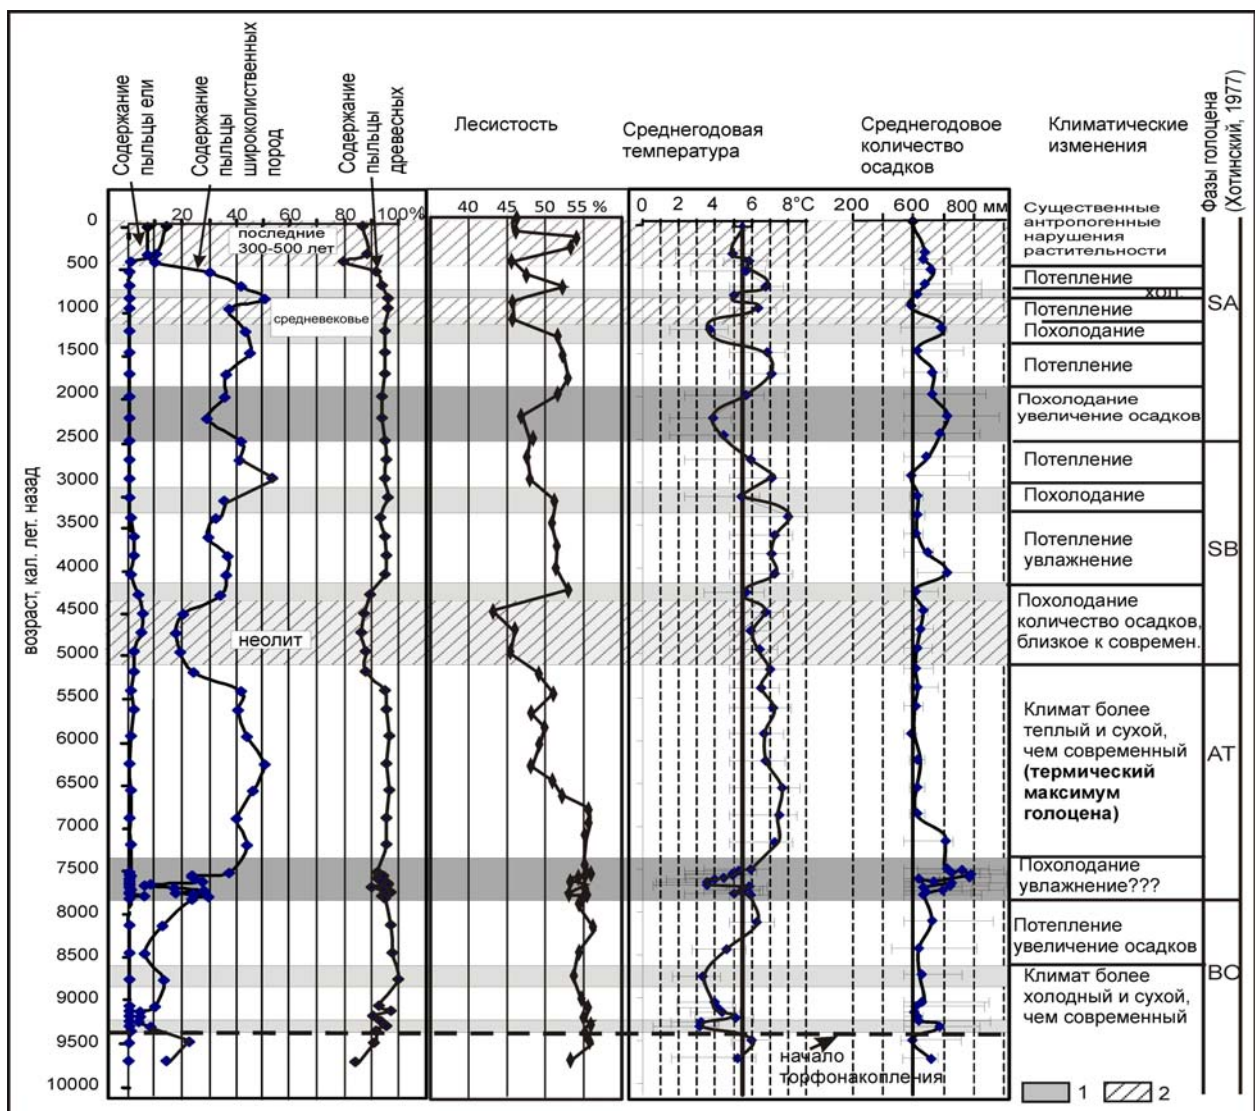 Содержание
пыльцы ели
Содержание
пыльцы
широколиственных
пород
Содержание
пыльцы
древесных
Лесистость
Среднегодовая
температура
Среднегодовое
количество
осадков
Климатические
изменения
Фазы голоцена
(Хотинский, 1977)
20 40 60 80 100%
40 45 50 55 %
0 2 4 6 8°C
200 200 600 800 мм
возраст, кал. лет. назад
0
500
1000
1500
2000
2500
3000
3500
4000
4500
5000
5500
6000
6500
7000
7500
8000
8500
9000
9500
10000
последние
300-500 лет
средневековье
неолит
начало
торфонакопления
Существенные
антропогенные
нарушения
растительности
Потепление
хол.
Потепление
Похолодание
Потепление
Похолодание
увеличение осадков
Потепление
Похолодание
Потепление
увлажнение
Похолодание
количество осадков,
близкое к современ.
Климат более
теплый и сухой,
чем современный
(термический
максимум
голоцена)
Похолодание
увлажнение???
Потепление
увеличение осадков
Климат более
холодный и сухой,
чем современный
SA
SB
AT
BO
1 2